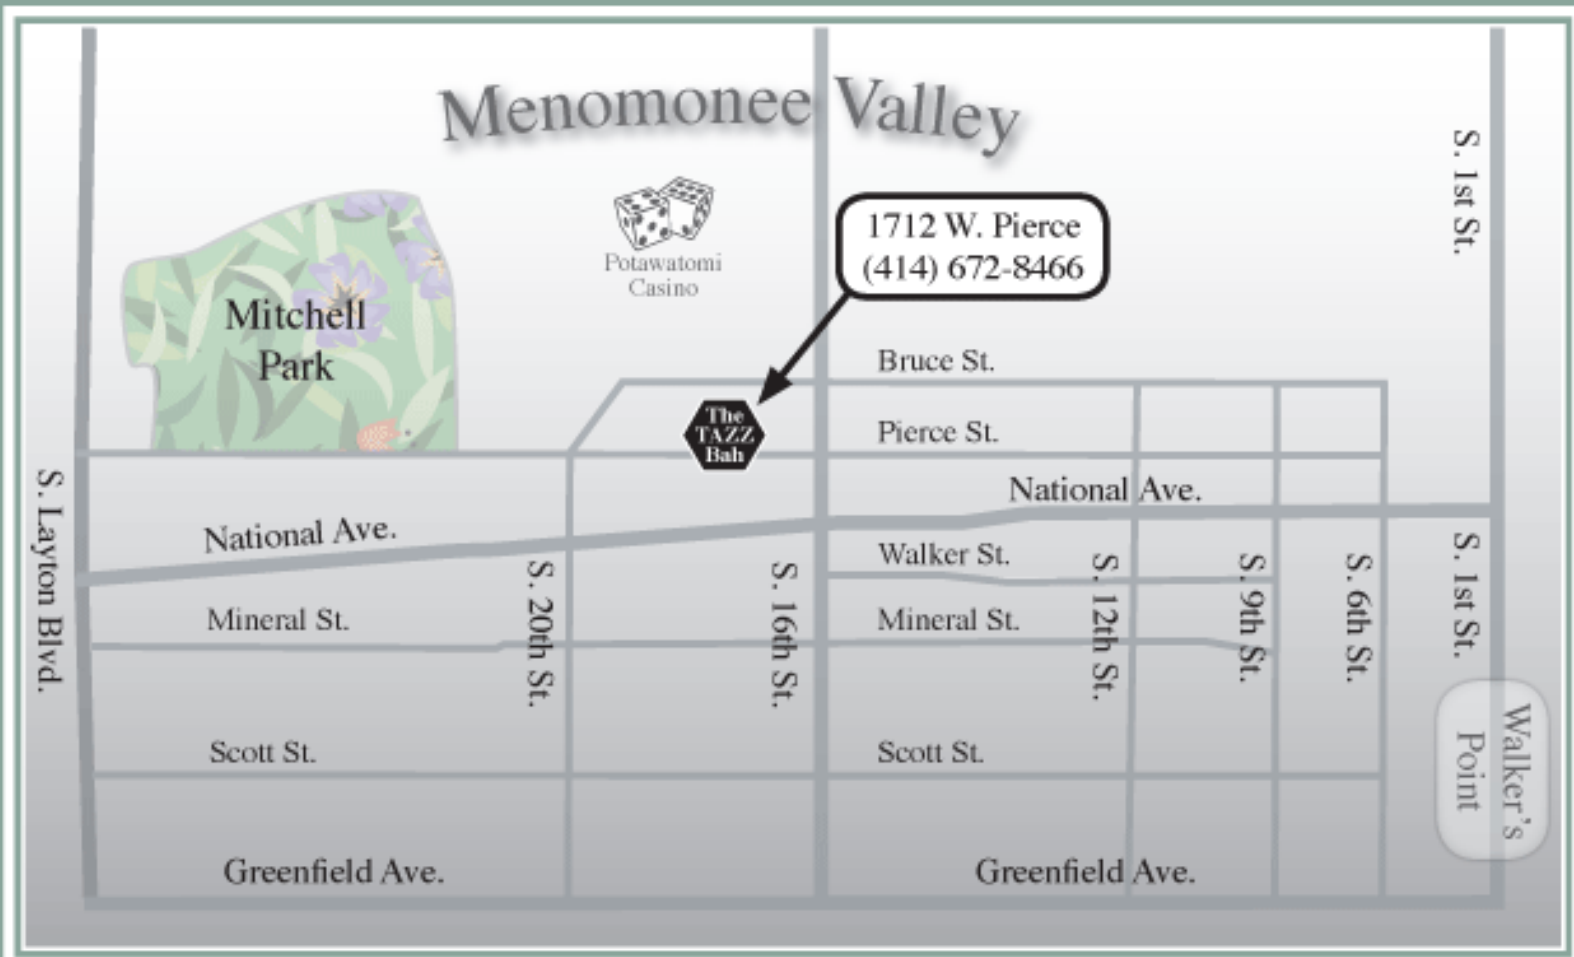 Menomonee Valley
S. 1st St.
1712 W. Pierce
(414) 672-8466
Potawatomi
Casino
Mitchell
Park
Bruce St.
The
TAZZ
Bah
Pierce St.
S. Layton Blvd.
National Ave.
National Ave.
Walker St.
S. 20th St.
S. 16th St.
S. 12th St.
S. 9th St.
S. 6th St.
S. 1st St.
Mineral St.
Mineral St.
Scott St.
Scott St.
Walker's
Point
Greenfield Ave.
Greenfield Ave.